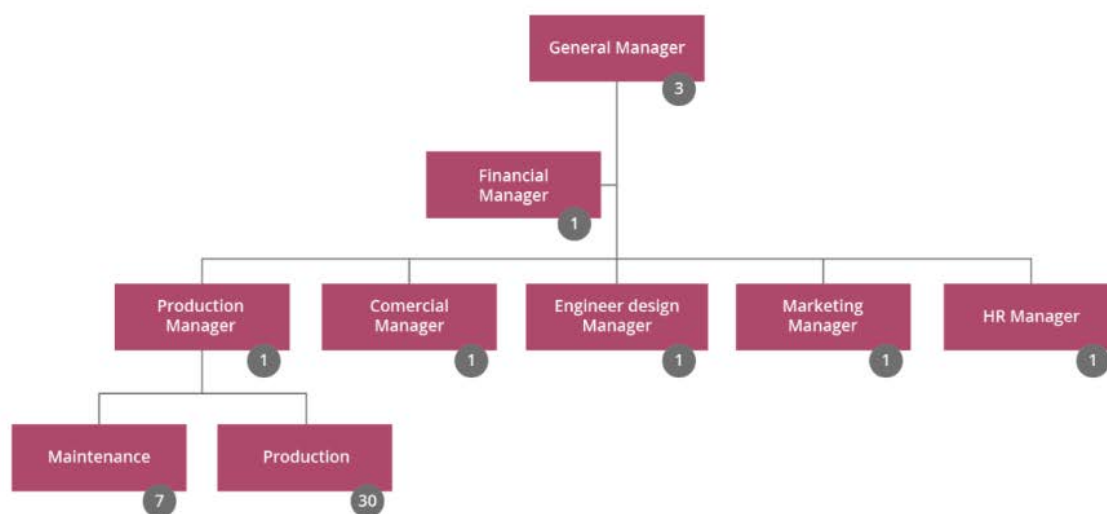 General Manager
3
Financial
Manager
1
Production
Manager
1
Comercial
Manager
1
Engineer design
Manager
1
Marketing
Manager
1
HR Manager
1
Maintenance
7
Production
30